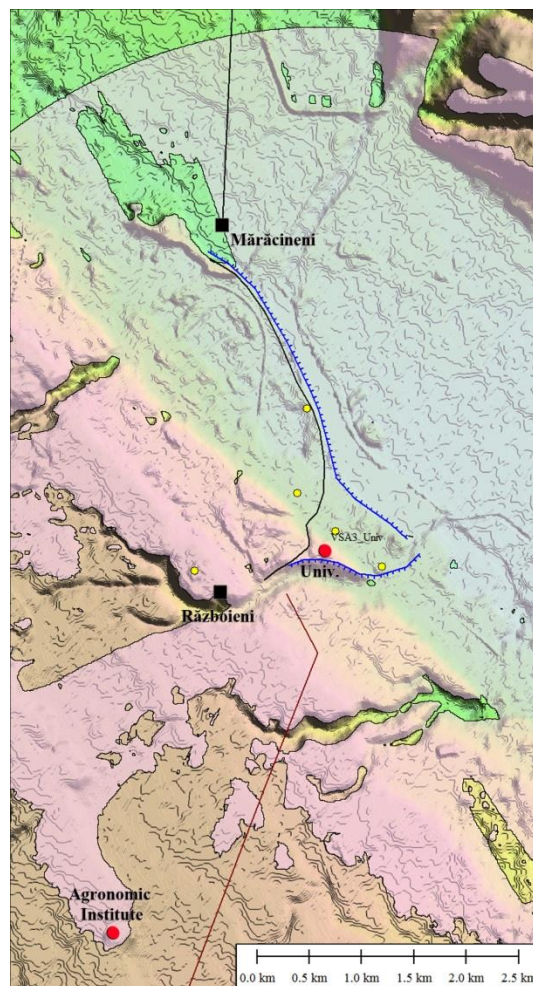 Mărăcineni
VSA3_Univ
Univ.
Războieni
Agronomic
Institute
0.0 km 0.5 km 1.0 km 1.5 km 2.0 km 2.5 km